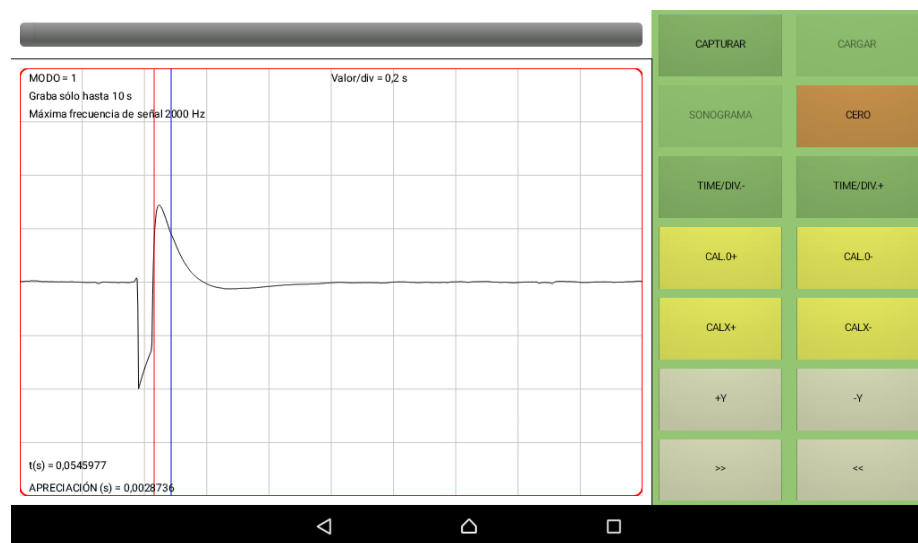 MODO = 1
Valor/div = 0,2 s
Graba sólo hasta 10 s
Máxima frecuencia de señal 2000 Hz
t(s) = 0,0545977
APRECIACIÓN (s) = 0,0028736
CAPTURAR
CARGAR
SONOGRAMA
CERO
TIME/DIV.-
TIME/DIV.+
CAL.0+
CAL.0-
CALX+
CALX-
+Y
-Y
>>
<<